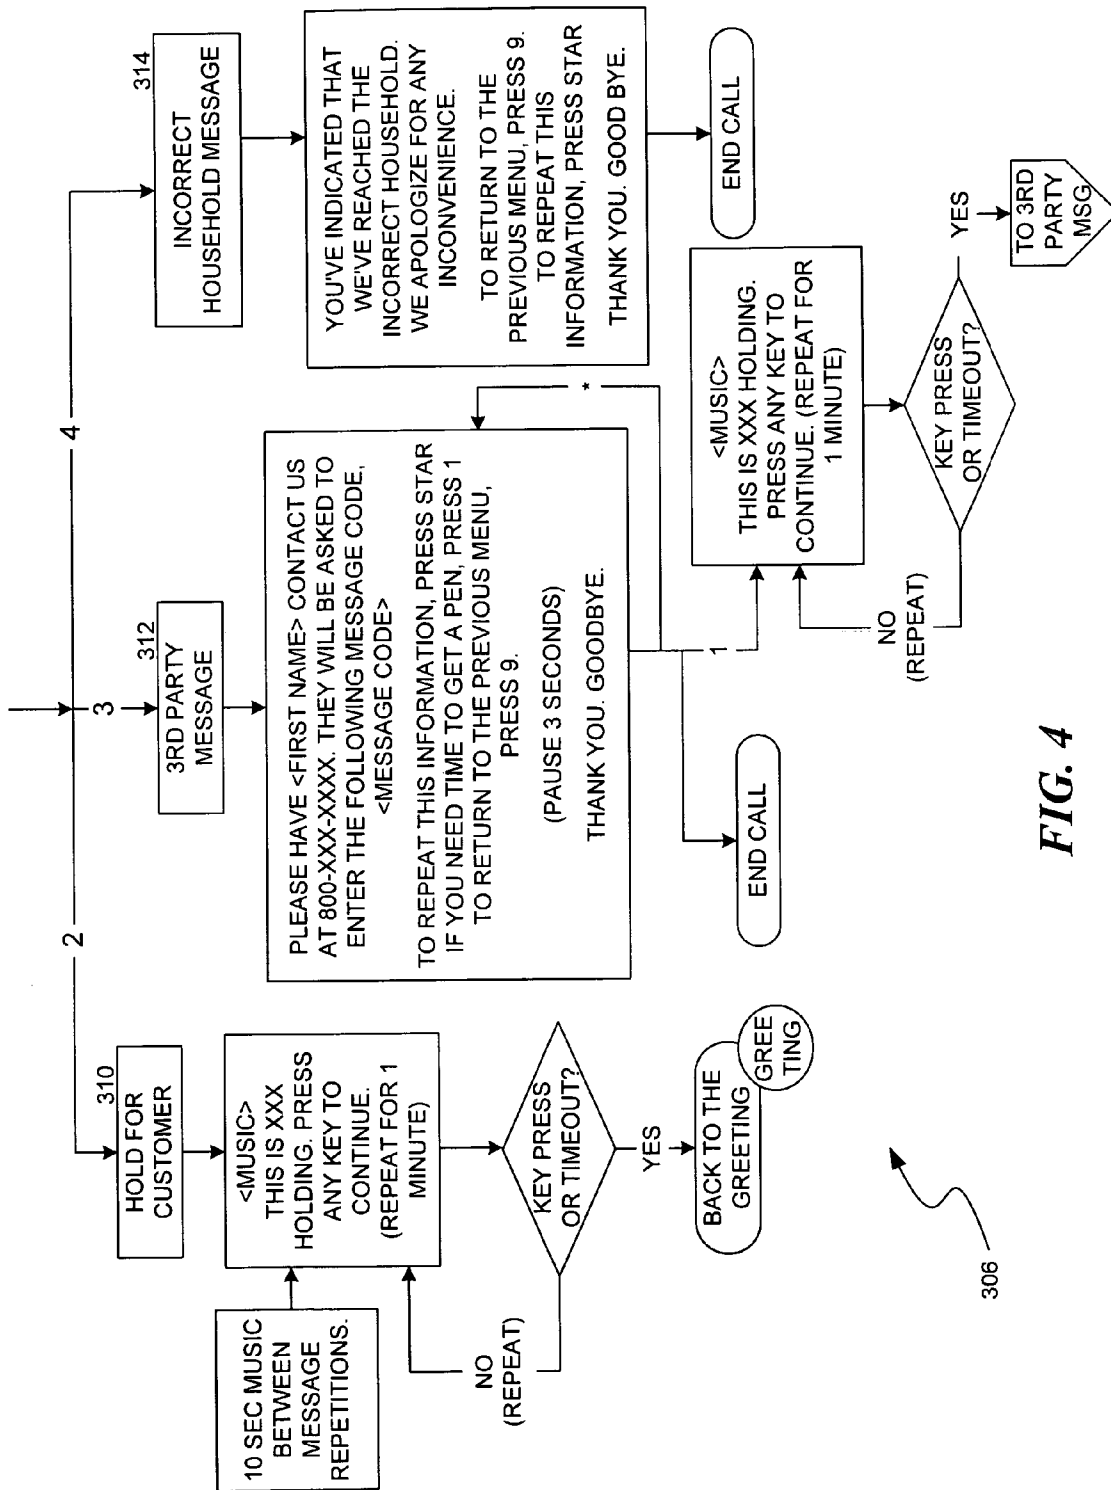 2
3
4
310
HOLD FOR
CUSTOMER
10 SEC MUSIC
BETWEEN
MESSAGE
REPETITIONS.
<MUSIC>
THIS IS XXX
HOLDING. PRESS
ANY KEY TO
CONTINUE.
(REPEAT FOR 1
MINUTE)
NO
(REPEAT)
KEY PRESS
OR TIMEOUT?
YES
BACK TO THE
GREETING
GREE
TING
312
3RD PARTY
MESSAGE
PLEASE HAVE <FIRST NAME> CONTACT US
AT 800-XXX-XXXX. THEY WILL BE ASKED TO
ENTER THE FOLLOWING MESSAGE CODE,
<MESSAGE CODE>
TO REPEAT THIS INFORMATION, PRESS STAR
IF YOU NEED TIME TO GET A PEN, PRESS 1
TO RETURN TO THE PREVIOUS MENU,
PRESS 9.
(PAUSE 3 SECONDS)
THANK YOU. GOODBYE.
*
1
END CALL
<MUSIC>
THIS IS XXX HOLDING.
PRESS ANY KEY TO
CONTINUE. (REPEAT FOR
1 MINUTE)
NO
(REPEAT)
KEY PRESS
OR TIMEOUT?
YES
TO 3RD
PARTY
MSG
314
INCORRECT
HOUSEHOLD MESSAGE
YOU'VE INDICATED THAT
WE'VE REACHED THE
INCORRECT HOUSEHOLD.
WE APOLOGIZE FOR ANY
INCONVENIENCE.
TO RETURN TO THE
PREVIOUS MENU, PRESS 9.
TO REPEAT THIS
INFORMATION, PRESS STAR
THANK YOU. GOOD BYE.
END CALL
306
FIG. 4